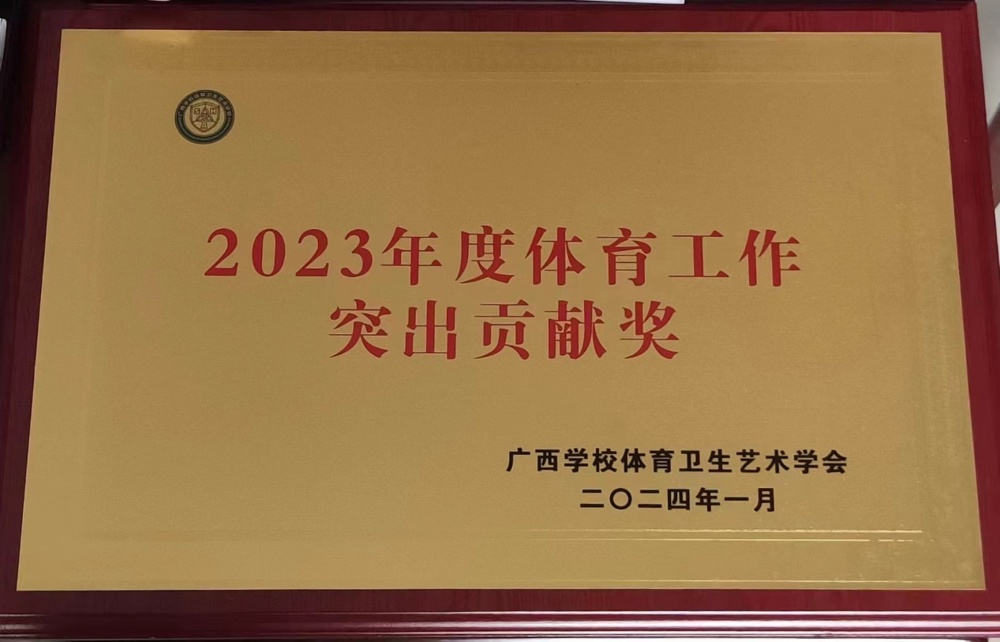 2023年度体育工作
突出贡献奖
广西学校体育卫生艺术学会
二〇二四年一月